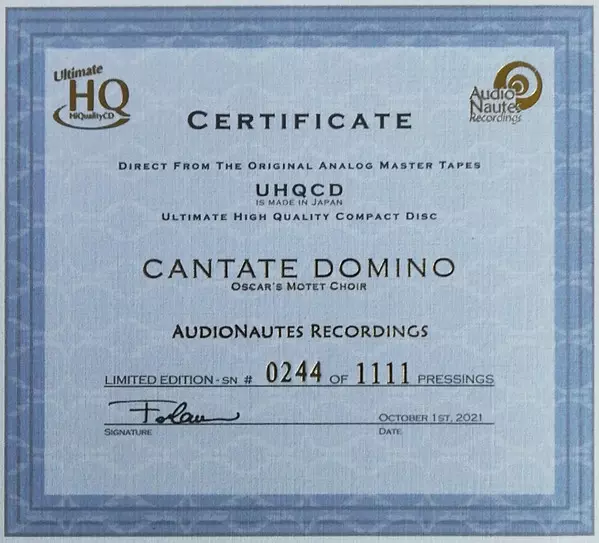 Ultimate
HQ
HiQualityCD
Audio
Nautes
Recordings
CERTIFICATE
DIRECT FROM THE ORIGINAL ANALOG MASTER TAPES
UHQCD
IS MADE IN JAPAN
ULTIMATE HIGH QUALITY COMPACT DISC
CANTATE DOMINO
OSCAR'S MOTET CHOIR
AUDIONAUTES RECORDINGS
LIMITED EDITION - SN # 0244 OF 1111 PRESSINGS
OCTOBER 1ST, 2021
SIGNATURE DATE